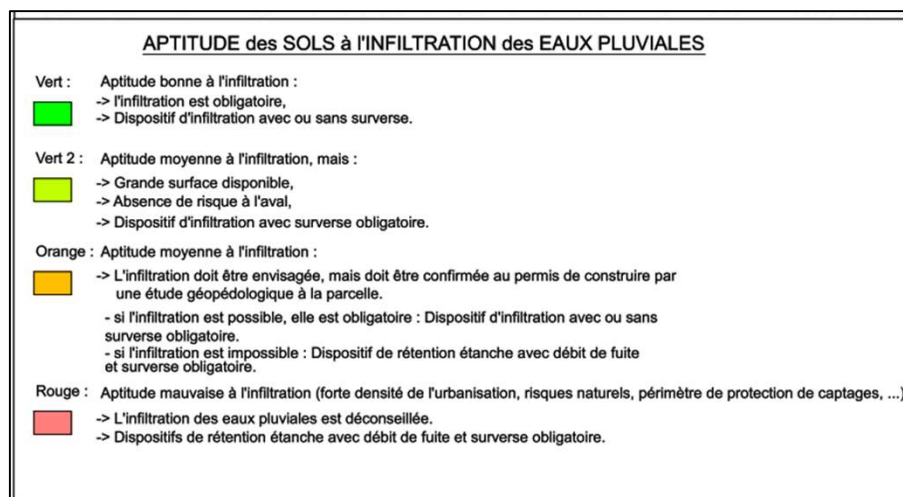 APTITUDE des SOLS à l'INFILTRATION des EAUX PLUVIALES
Vert : Aptitude bonne à l'infiltration :
-> l'infiltration est obligatoire,
-> Dispositif d'infiltration avec ou sans surverse.
Vert 2 : Aptitude moyenne à l'infiltration, mais :
-> Grande surface disponible,
-> Absence de risque à l'aval,
-> Dispositif d'infiltration avec surverse obligatoire.
Orange : Aptitude moyenne à l'infiltration :
-> L'infiltration doit être envisagée, mais doit être confirmée au permis de construire par
une étude géopédologique à la parcelle.
- si l'infiltration est possible, elle est obligatoire : Dispositif d'infiltration avec ou sans
surverse obligatoire.
- si l'infiltration est impossible : Dispositif de rétention étanche avec débit de fuite
et surverse obligatoire.
Rouge : Aptitude mauvaise à l'infiltration (forte densité de l'urbanisation, risques naturels, périmètre de protection de captages, ...)
-> L'infiltration des eaux pluviales est déconseillée.
-> Dispositifs de rétention étanche avec débit de fuite et surverse obligatoire.